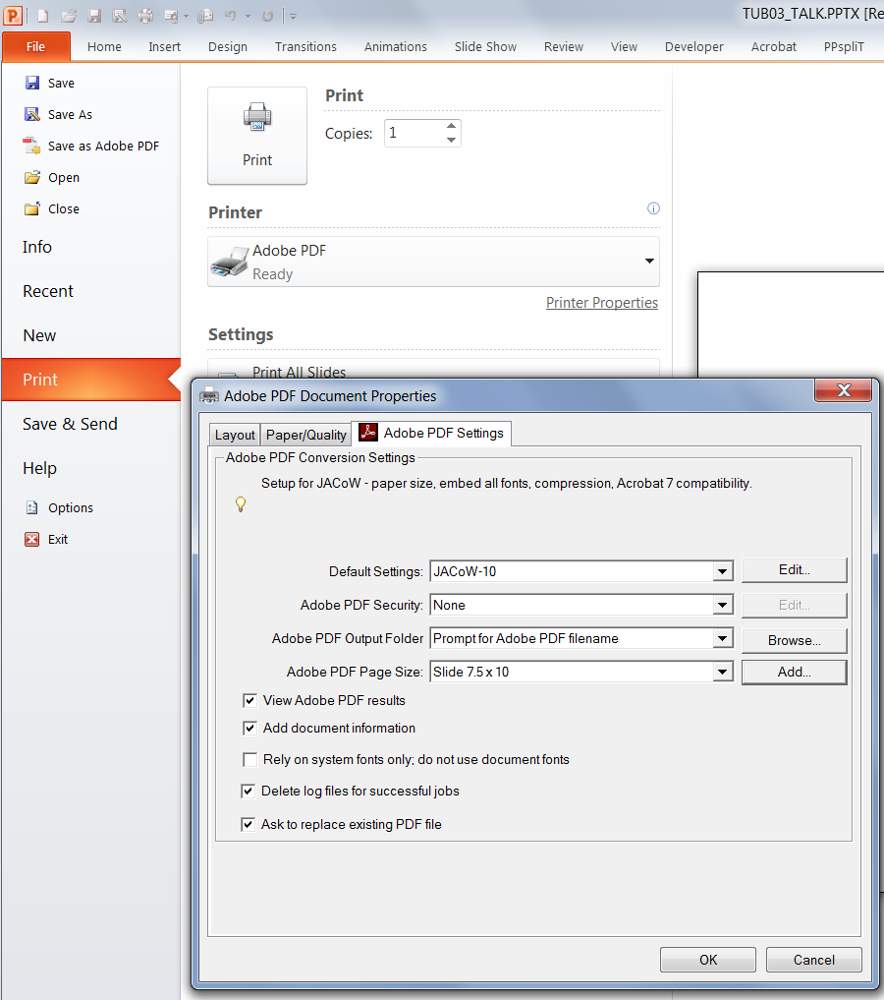 P
TUB03_TALK.PPTX [Re
File Home Insert Design Transitions Animations Slide Show Review View Developer Acrobat PPspliT
Save
Save As
Save as Adobe PDF
Open
Close
Info
Recent
New
Print
Save & Send
Help
Options
Exit
Print
Print
Copies: 1
Printer
Adobe PDF
Ready
Printer Properties
Settings
Print All Slides
Adobe PDF Document Properties
Layout Paper/Quality Adobe PDF Settings
Adobe PDF Conversion Settings
Setup for JACoW - paper size, embed all fonts, compression, Acrobat 7 compatibility.
Default Settings: JACoW-10 Edit...
Adobe PDF Security: None Edit...
Adobe PDF Output Folder Prompt for Adobe PDF filename Browse...
Adobe PDF Page Size: Slide 7.5 x 10 Add...
View Adobe PDF results
Add document information
Rely on system fonts only; do not use document fonts
Delete log files for successful jobs
Ask to replace existing PDF file
OK Cancel